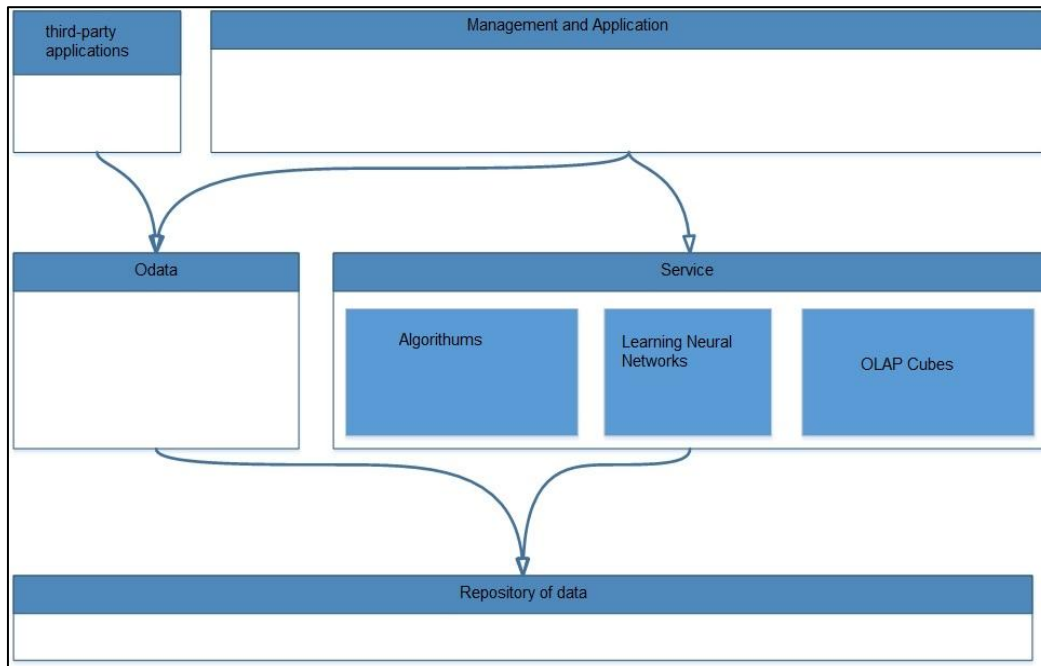 third-party
applications
Management and Application
Odata
Service
Algorithums
Learning Neural
Networks
OLAP Cubes
Repository of data